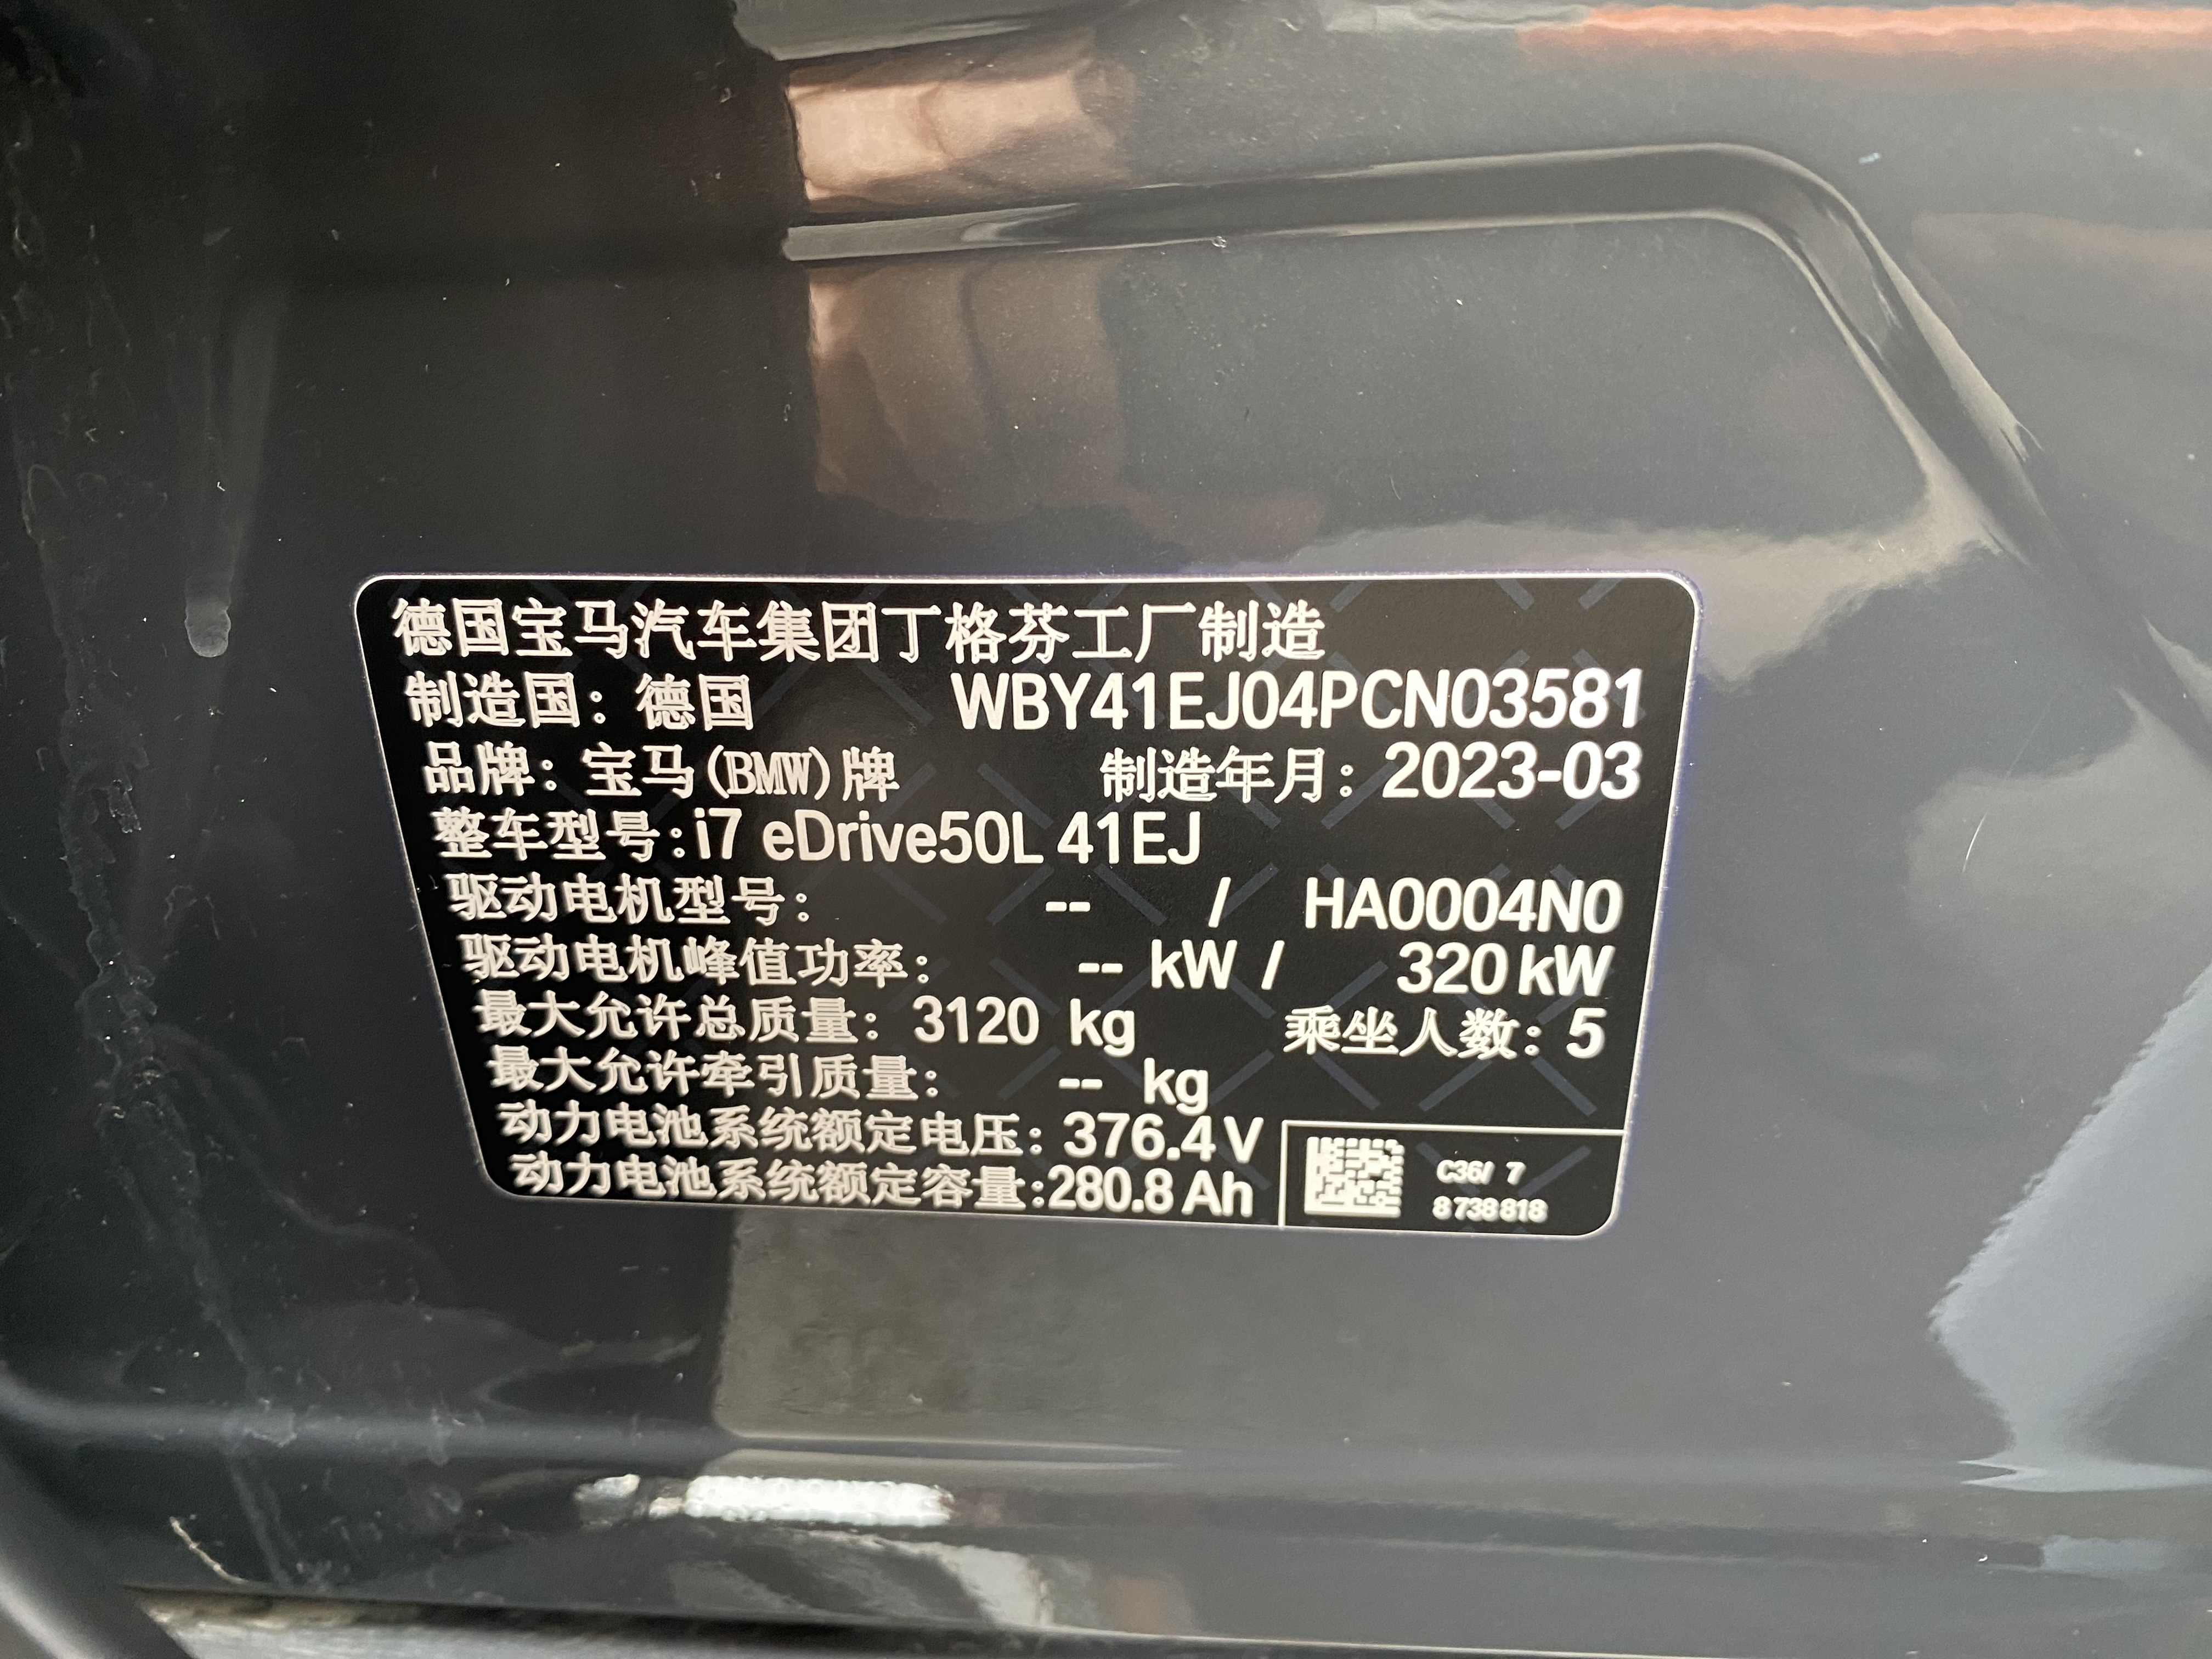 德国宝马汽车集团丁格芬工厂制造
制造国：德国 WBY41EJ04PCN03581
品牌：宝马(BMW)牌 制造年月：2023-03
整车型号:i7 eDrive50L 41EJ
驱动电机型号： -- / HA0004N0
驱动电机峰值功率： -- kW / 320 kW
最大允许总质量：3120 kg 乘坐人数：5
最大允许牵引质量： -- kg
动力电池系统额定电压：376.4 V
动力电池系统额定容量:280.8 Ah
C36/ 7
8738818